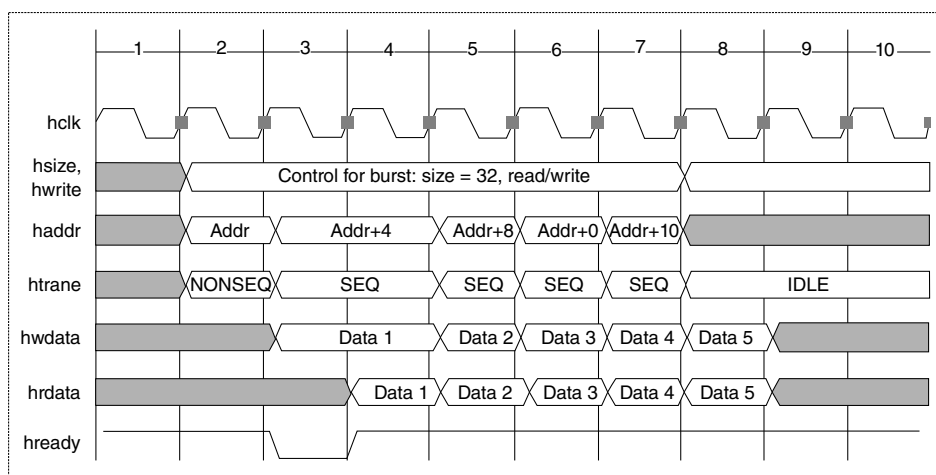 1 2 3 4 5 6 7 8 9 10
hclk
hsize,
hwrite
Control for burst: size = 32, read/write
haddr Addr Addr+4 Addr+8 Addr+0 Addr+10
htrane NONSEQ SEQ SEQ SEQ SEQ IDLE
hwdata Data 1 Data 2 Data 3 Data 4 Data 5
hrdata Data 1 Data 2 Data 3 Data 4 Data 5
hready